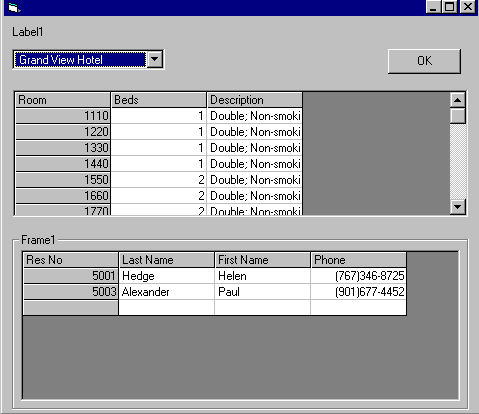 Label1
Grand View Hotel OK
Room Beds Description
1110 1 Double; Non-smoki
1220 1 Double; Non-smoki
1330 1 Double; Non-smoki
1440 1 Double; Non-smoki
1550 2 Double; Non-smoki
1660 2 Double; Non-smoki
1770 2 Double; Non-smoki
Frame1
Res No Last Name First Name Phone
5001 Hedge Helen (767)346-8725
5003 Alexander Paul (901)677-4452